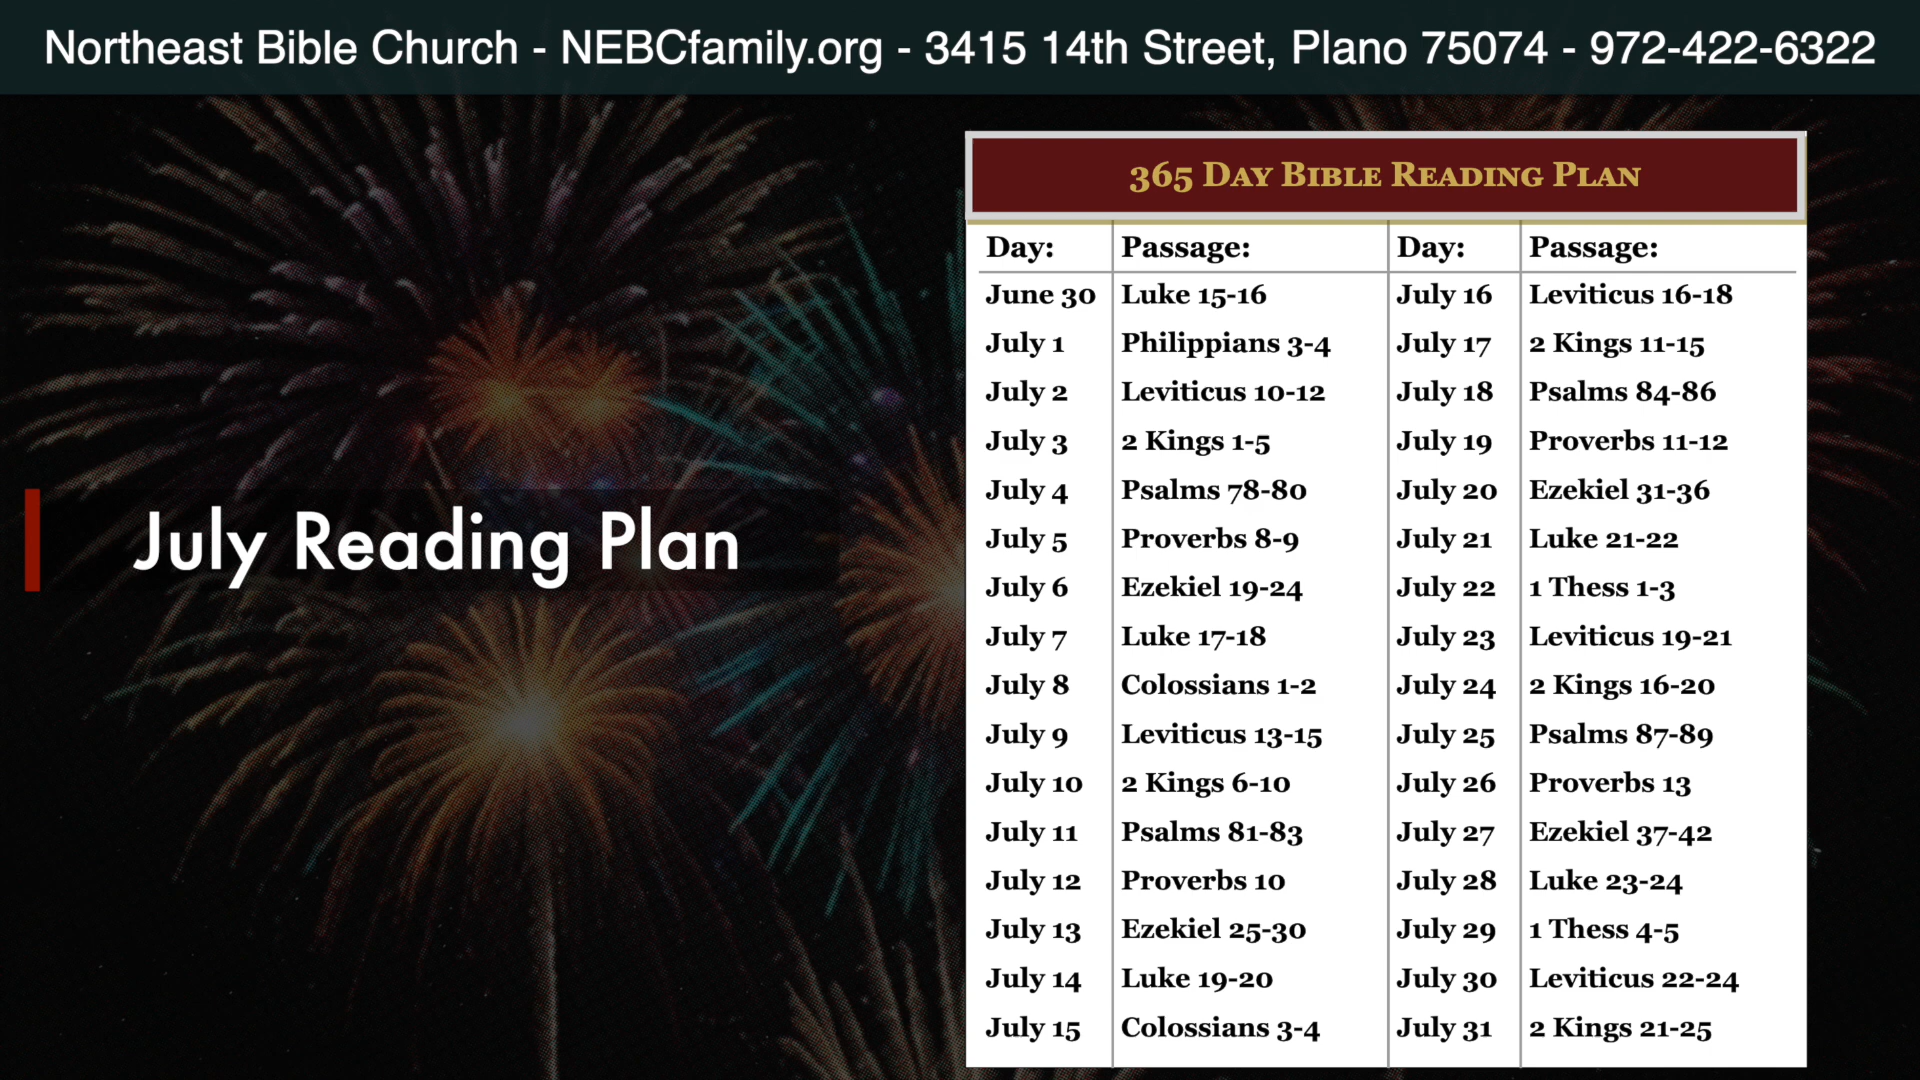 Northeast Bible Church - NEBCfamily.org - 3415 14th Street, Plano 75074 - 972-422-6322
July Reading Plan
365 Day Bible Reading Plan
Day: Passage: Day: Passage:
June 30 Luke 15-16 July 16 Leviticus 16-18
July 1 Philippians 3-4 July 17 2 Kings 11-15
July 2 Leviticus 10-12 July 18 Psalms 84-86
July 3 2 Kings 1-5 July 19 Proverbs 11-12
July 4 Psalms 78-80 July 20 Ezekiel 31-36
July 5 Proverbs 8-9 July 21 Luke 21-22
July 6 Ezekiel 19-24 July 22 1 Thess 1-3
July 7 Luke 17-18 July 23 Leviticus 19-21
July 8 Colossians 1-2 July 24 2 Kings 16-20
July 9 Leviticus 13-15 July 25 Psalms 87-89
July 10 2 Kings 6-10 July 26 Proverbs 13
July 11 Psalms 81-83 July 27 Ezekiel 37-42
July 12 Proverbs 10 July 28 Luke 23-24
July 13 Ezekiel 25-30 July 29 1 Thess 4-5
July 14 Luke 19-20 July 30 Leviticus 22-24
July 15 Colossians 3-4 July 31 2 Kings 21-25